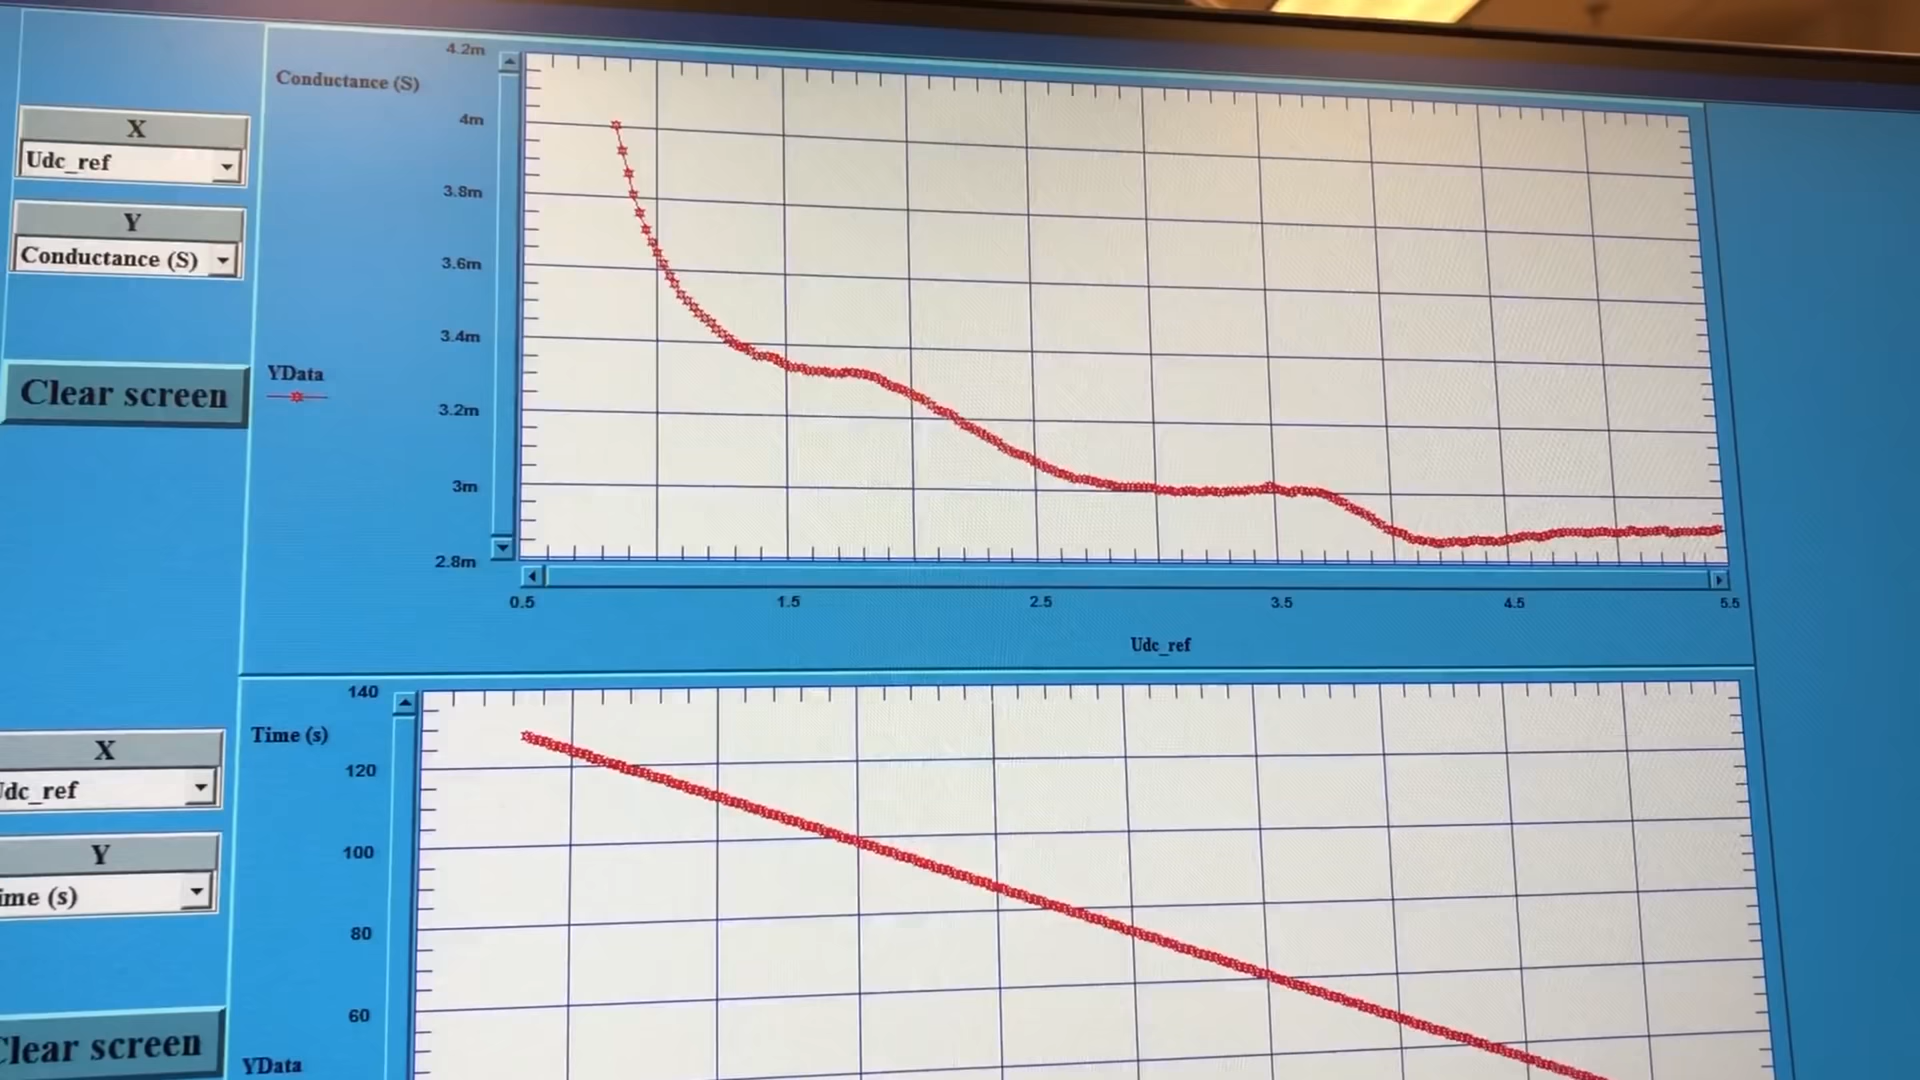 X
Udc_ref
Y
Conductance (S)
Clear screen
Conductance (S)
YData
4.2m
4m
3.8m
3.6m
3.4m
3.2m
3m
2.8m
0.5 1.5 2.5 3.5 4.5 5.5
Udc_ref
X
Udc_ref
Y
ime (s)
Clear screen
Time (s)
YData
140
120
100
80
60